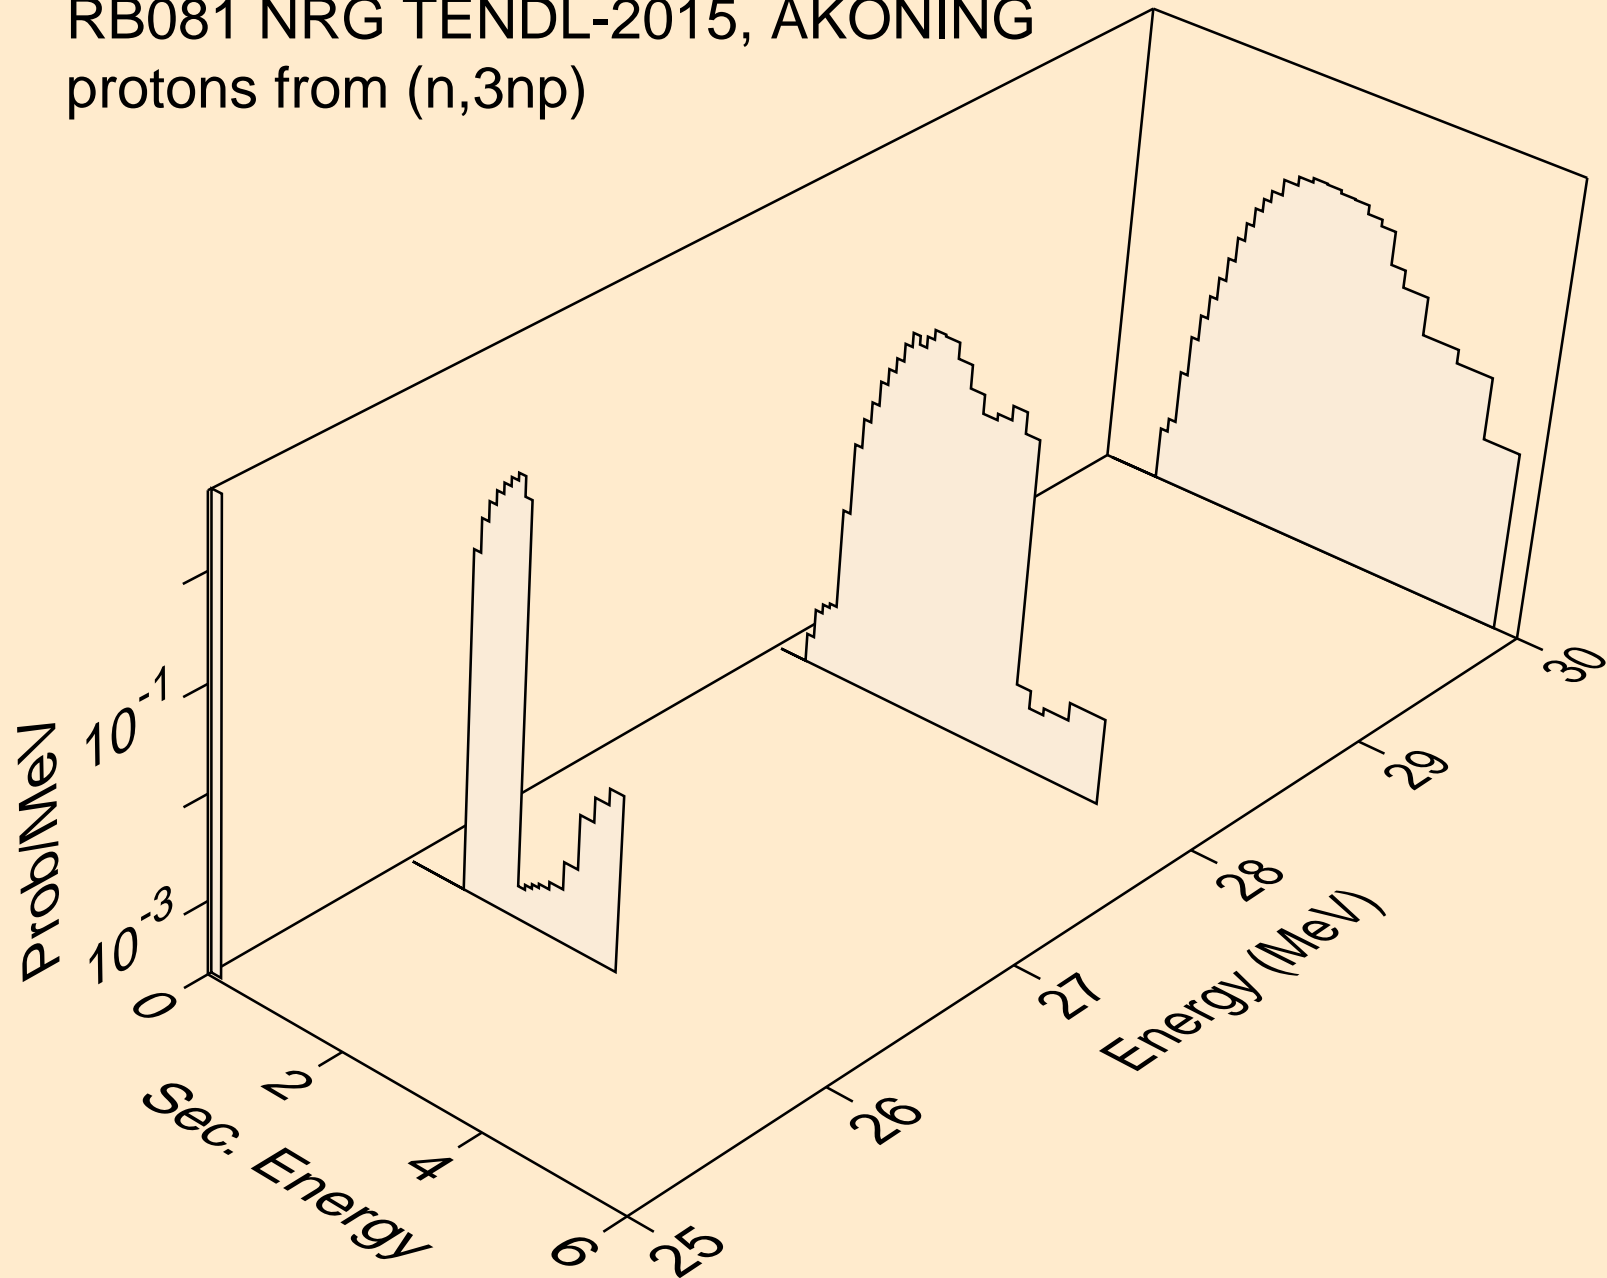 RB081 NRG TENDL-2015, AKONING
protons from (n,3np)
Prob/MeV
10-1
10-3
0
2
4
6
Sec. Energy
25
26
27
28
29
30
Energy (MeV)